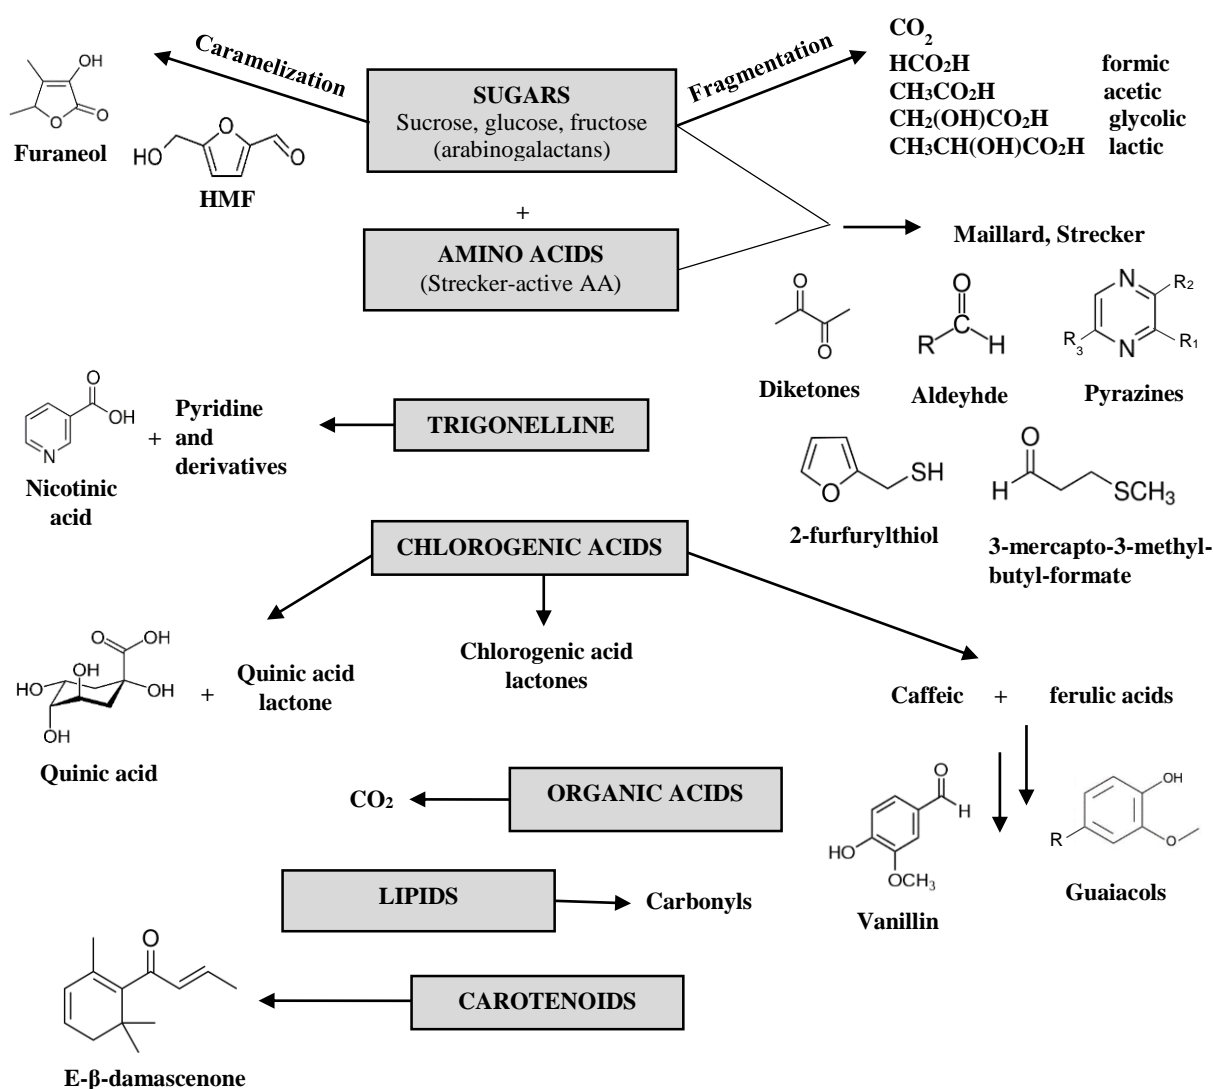 Caramelization
Fragmentation
CO2
HCO2H formic
CH3CO2H acetic
CH2(OH)CO2H glycolic
CH3CH(OH)CO2H lactic
OH
O
O
Furaneol
HO
O
O
HMF
SUGARS
Sucrose, glucose, fructose
(arabinogalactans)
+
AMINO ACIDS
(Strecker-active AA)
Maillard, Strecker
O
O
Diketones
O
C
R H
Aldeyhde
N
R2
R3
N
R1
Pyrazines
O
OH
N
Nicotinic
acid
+
Pyridine
and
derivatives
TRIGONELLINE
O
SH
2-furfurylthiol
O
H
SCH3
3-mercapto-3-methyl-
butyl-formate
CHLOROGENIC ACIDS
O
OH
OH
HO
OH
OH
Quinic acid
+
Quinic acid
lactone
Chlorogenic acid
lactones
Caffeic + ferulic acids
O
H
HO
OCH3
Vanillin
OH
R
O
Guaiacols
CO2
ORGANIC ACIDS
LIPIDS
Carbonyls
O
E-β-damascenone
CAROTENOIDS